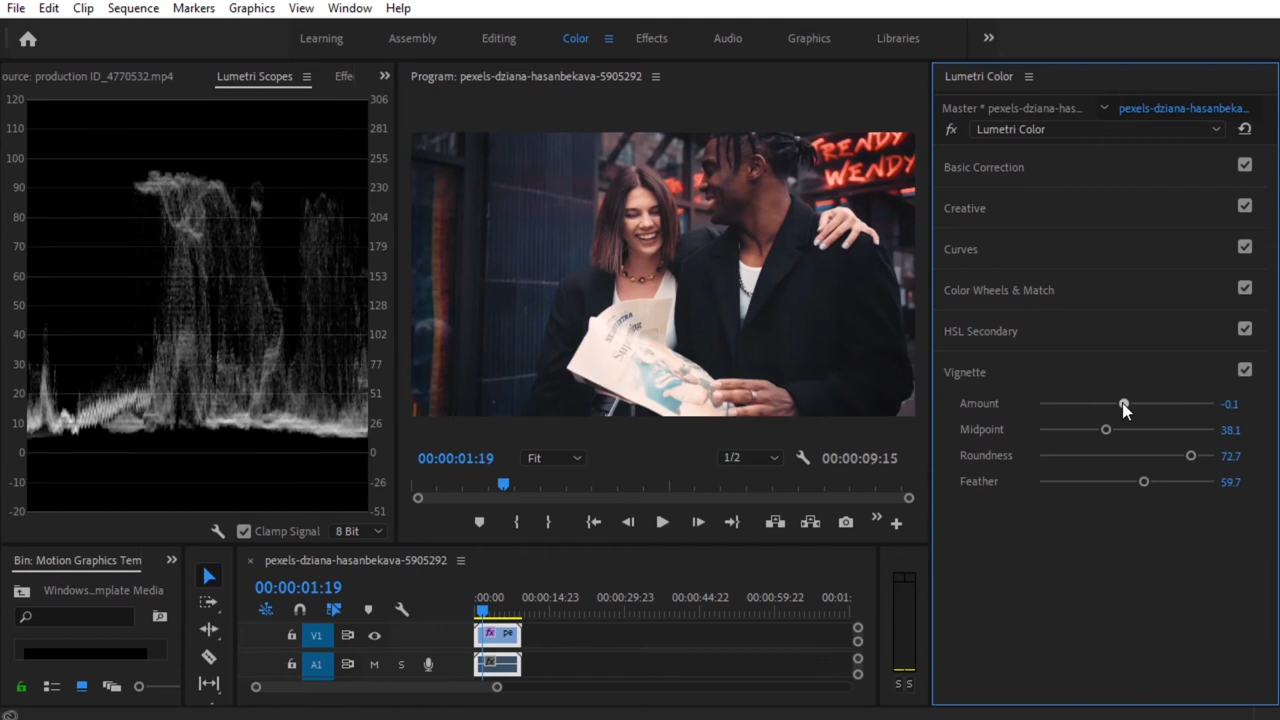 File Edit Clip Sequence Markers Graphics View Window Help
Learning Assembly Editing Color Effects Audio Graphics Libraries
ource: production ID_4770532.mp4 Lumetri Scopes Effe
120 306
110 281
100 255
90 230
80 204
70 179
60 153
50 128
40 102
30 77
20 51
10 26
0 0
-10 -26
-20 -51
Clamp Signal 8 Bit
Program: pexels-dziana-hasanbekava-5905292
TRENDY
WENDY
00:00:01:19 Fit 1/2 00:00:09:15
Lumetri Color
Master * pexels-dziana-has... pexels-dziana-hasanbeka...
fx Lumetri Color
Basic Correction
Creative
Curves
Color Wheels & Match
HSL Secondary
Vignette
Amount -0.1
Midpoint 38.1
Roundness 72.7
Feather 59.7
Bin: Motion Graphics Tem
Windows...mplate Media
pexels-dziana-hasanbekava-5905292
00:00:01:19
:00:00 00:00:14:23 00:00:29:23 00:00:44:22 00:00:59:22 00:01:
V1 fx pe
A1 M S fx
S S